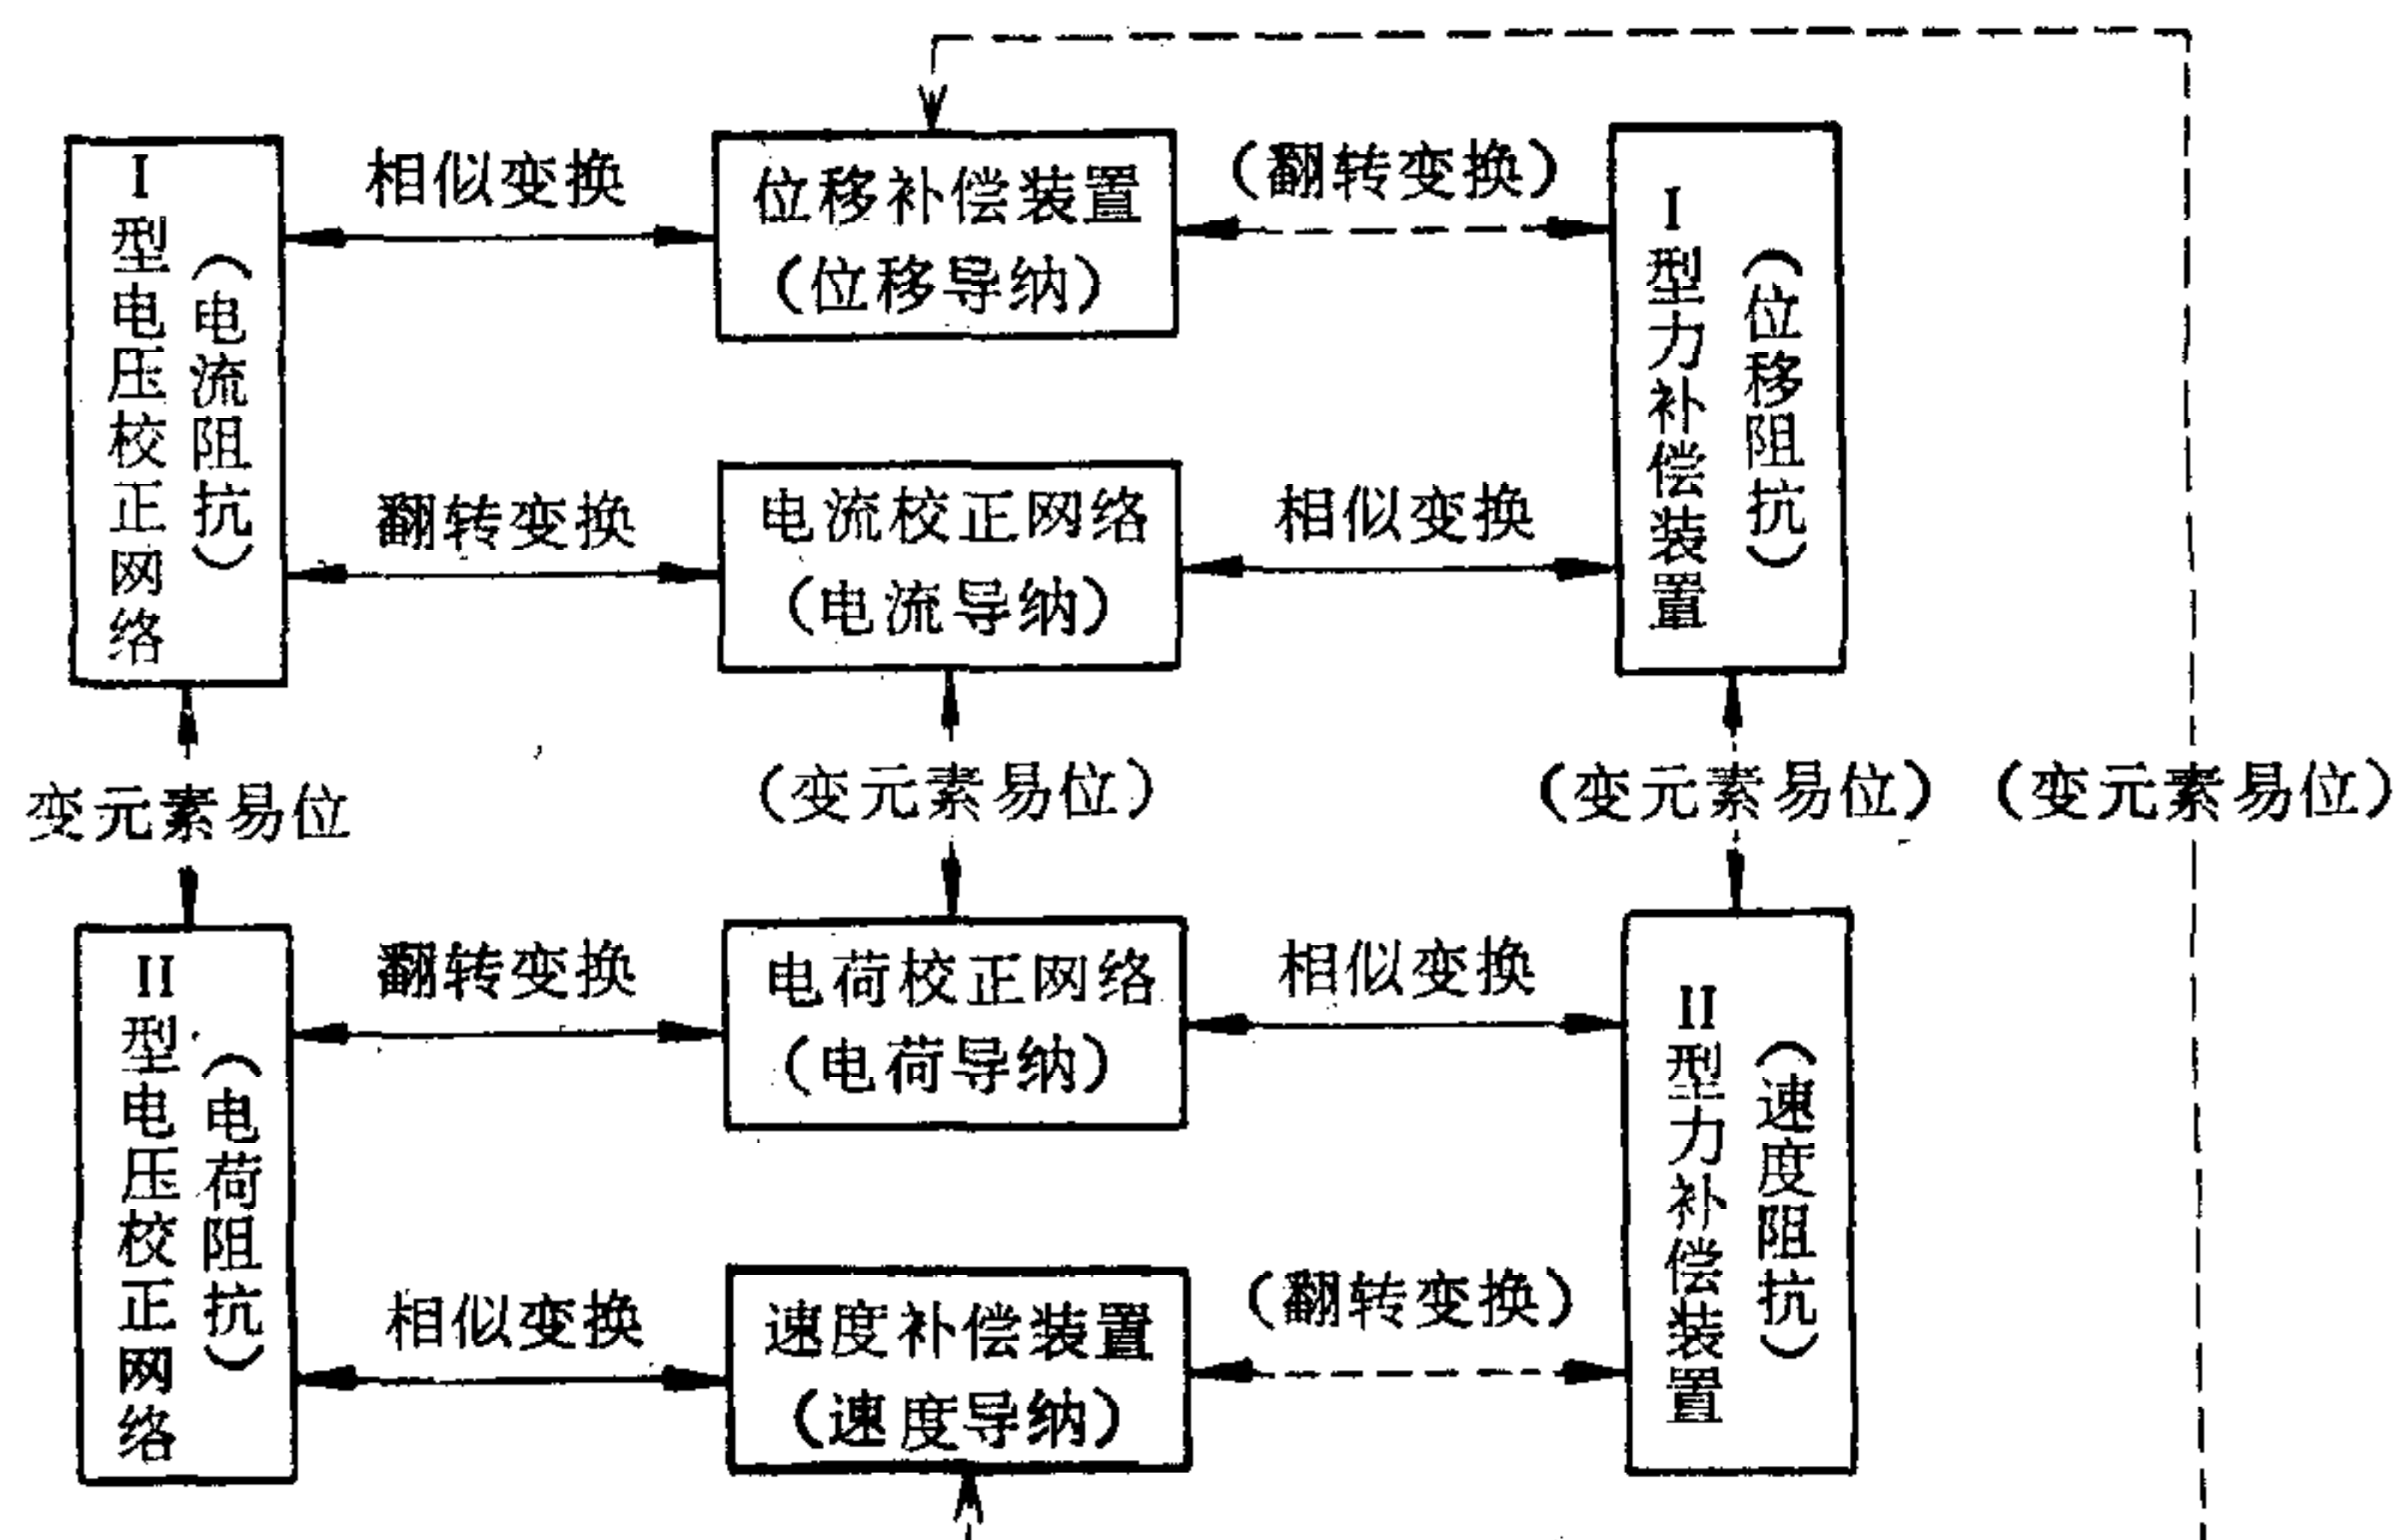 I型电压校正网络
（电流阻抗）
相似变换
位移补偿装置
（位移导纳）
（翻转变换）
I型力补偿装置
（位移阻抗）
翻转变换
电流校正网络
（电流导纳）
相似变换
变元素易位
（变元素易位）
（变元素易位）
（变元素易位）
II型电压校正网络
（电荷阻抗）
翻转变换
电荷校正网络
（电荷导纳）
相似变换
II型力补偿装置
（速度阻抗）
相似变换
速度补偿装置
（速度导纳）
（翻转变换）